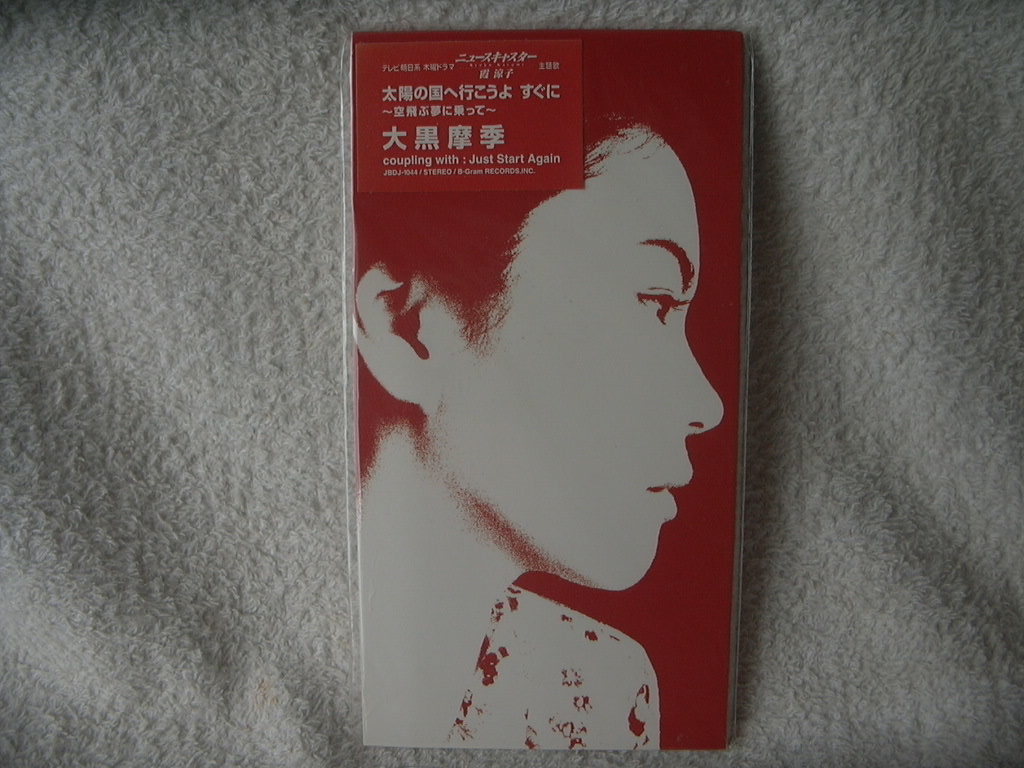 ニュースキャスター
テレビ朝日系 木曜ドラマ 霞 涼子 主題歌
太陽の国へ行こうよ すぐに
～空飛ぶ夢に乗って～
大黒摩季
coupling with : Just Start Again
JBDJ-1044 / STEREO / B-Gram RECORDS,INC.